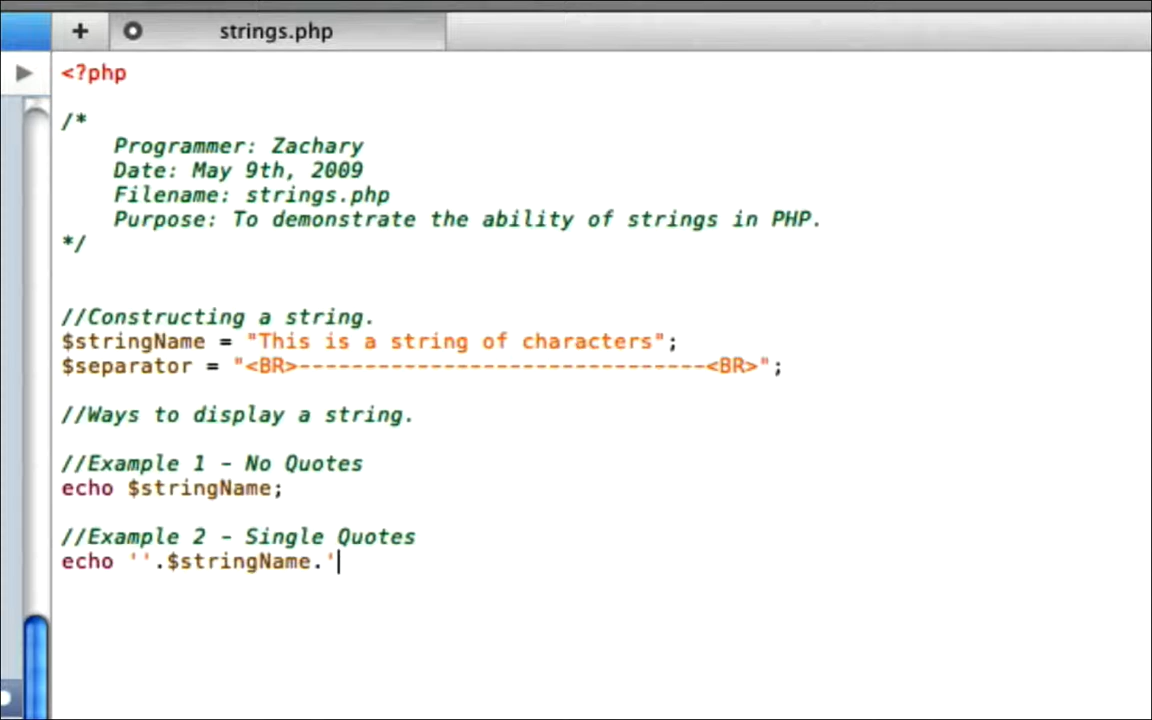 + strings.php
<?php
/*
Programmer: Zachary
Date: May 9th, 2009
Filename: strings.php
Purpose: To demonstrate the ability of strings in PHP.
*/
//Constructing a string.
$stringName = "This is a string of characters";
$separator = "<BR>-------------------------------<BR>";
//Ways to display a string.
//Example 1 - No Quotes
echo $stringName;
//Example 2 - Single Quotes
echo ''.$stringName.'